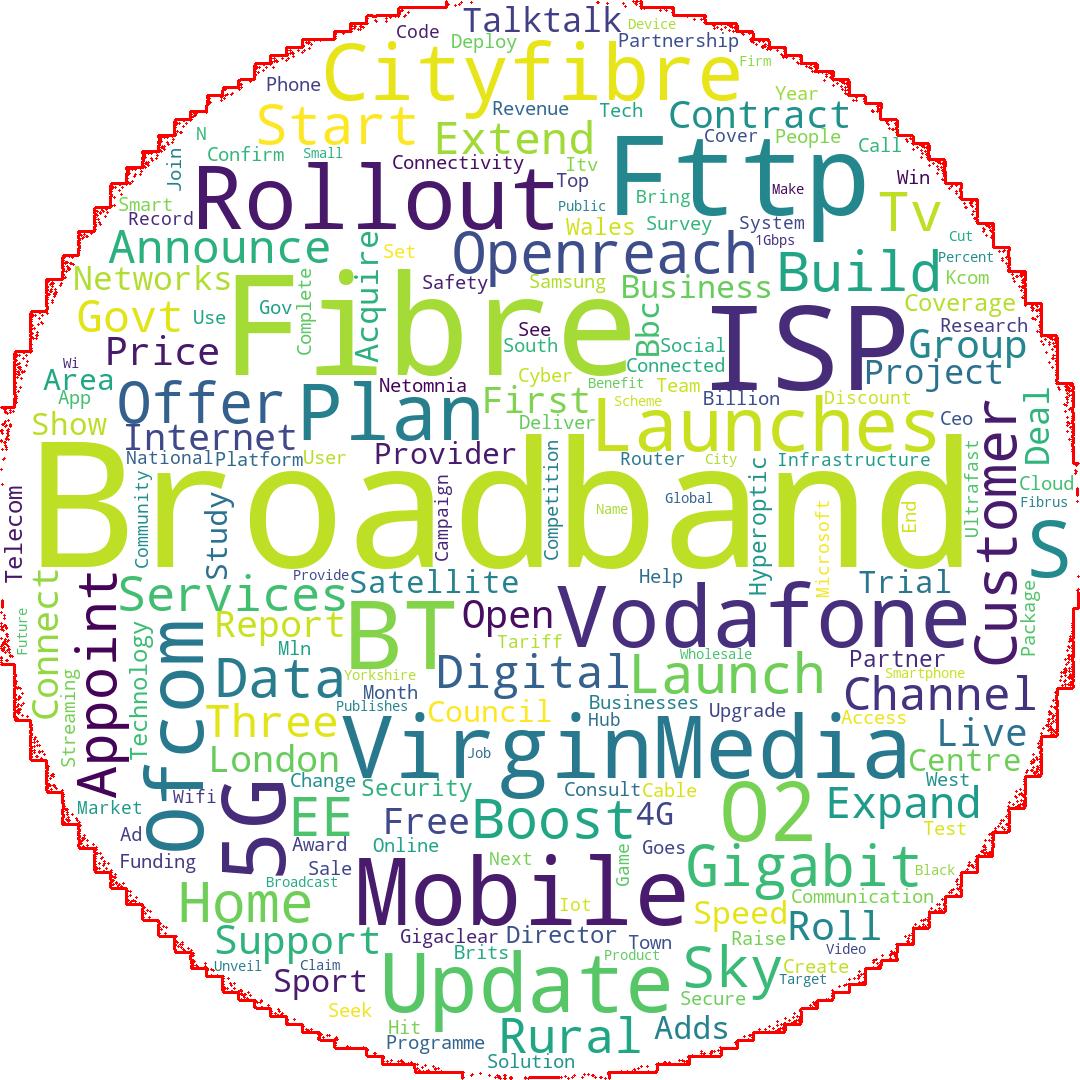 Talktalk
Device
Code
Deploy
Partnership
Cityfibre
Firm
Phone
Year
Revenue
Tech
Contract
Start
Extend
Cover
People
Call
N
Confirm
Small
Connectivity
Itv
Fttp
Join
Rollout
Top
Make
Win
Bring
Smart
Public
Tv
Record
Wales
Survey
System
1Gbps
Cut
Announce
Acquire
Set
Openreach
Percent
Networks
Complete
Safety
Samsung
Business
Build
Kcom
Fibre
Gov
Govt
Use
See
Bbc
ISP
Coverage
Research
Price
South
Social
Group
Wi
Connected
Project
Area
Netomnia
Cyber
Benefit
Team
App
Offer
Plan
First
Scheme
Billion
Discount
Show
Deliver
Launches
Ceo
Deal
Customer
Internet
National
Platform
User
Provider
Router
City
Infrastructure
Broadband
Community
Campaign
Competition
Global
Hyperoptic
Ultrafast
Cloud
Fibrus
Telecom
Study
Name
Microsoft
End
S
Provide
Satellite
Help
Trial
Connect
Appoint
Services
BT
Open
Vodafone
Package
Future
Report
Tariff
Technology
Mln
Wholesale
Partner
Ofcom
Data
Yorkshire
Digital
Launch
Smartphone
Streaming
Month
Channel
Publishes
Businesses
Three
Council
Hub
Upgrade
Access
VirginMedia
Job
Live
London
Centre
Change
Security
Consult
Cable
West
Wifi
Market
5G
EE
Free
Boost
4G
O2
Expand
Ad
Test
Award
Online
Goes
Funding
Sale
Next
Game
Gigabit
Black
Broadcast
Mobile
Home
Iot
Communication
Speed
Roll
Support
Gigaclear
Director
Town
Raise
Video
Brits
Product
Unveil
Claim
Sky
Create
Sport
Update
Target
Secure
Seek
Hit
Rural
Adds
Programme
Solution